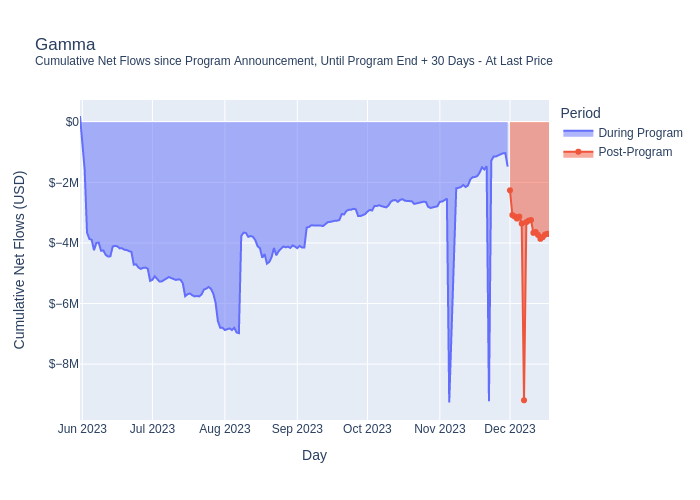 Gamma
Cumulative Net Flows since Program Announcement, Until Program End + 30 Days - At Last Price
Period
During Program
Post-Program
Cumulative Net Flows (USD)
$0
$−2M
$−4M
$−6M
$−8M
Jun 2023
Jul 2023
Aug 2023
Sep 2023
Oct 2023
Nov 2023
Dec 2023
Day